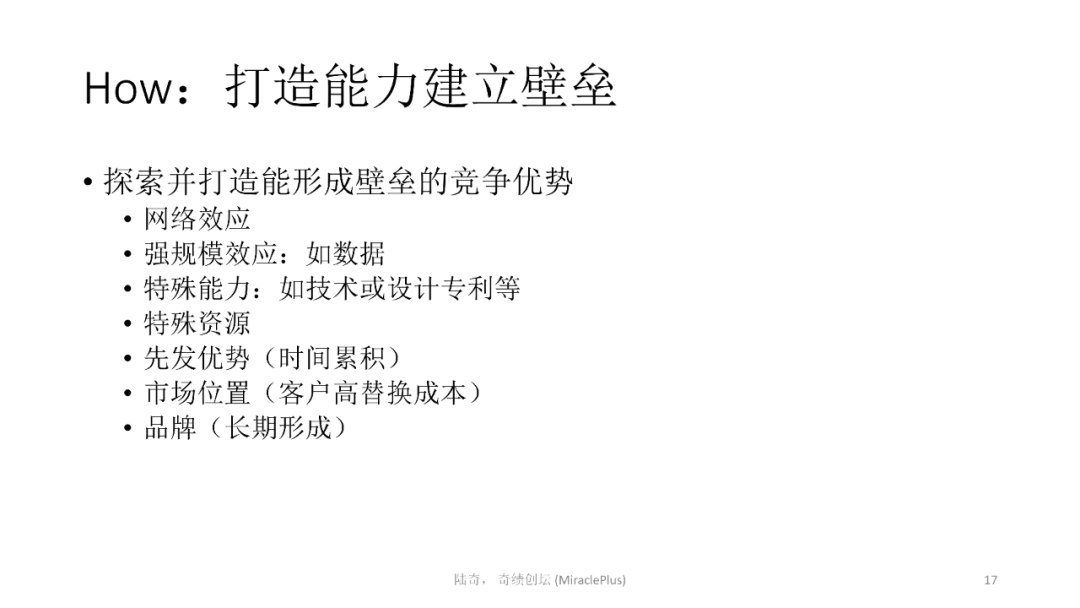 How：打造能力建立壁垒
• 探索并打造能形成壁垒的竞争优势
• 网络效应
• 强规模效应：如数据
• 特殊能力：如技术或设计专利等
• 特殊资源
• 先发优势（时间累积）
• 市场位置（客户高替换成本）
• 品牌（长期形成）
陆奇， 奇绩创坛 (MiraclePlus)
17